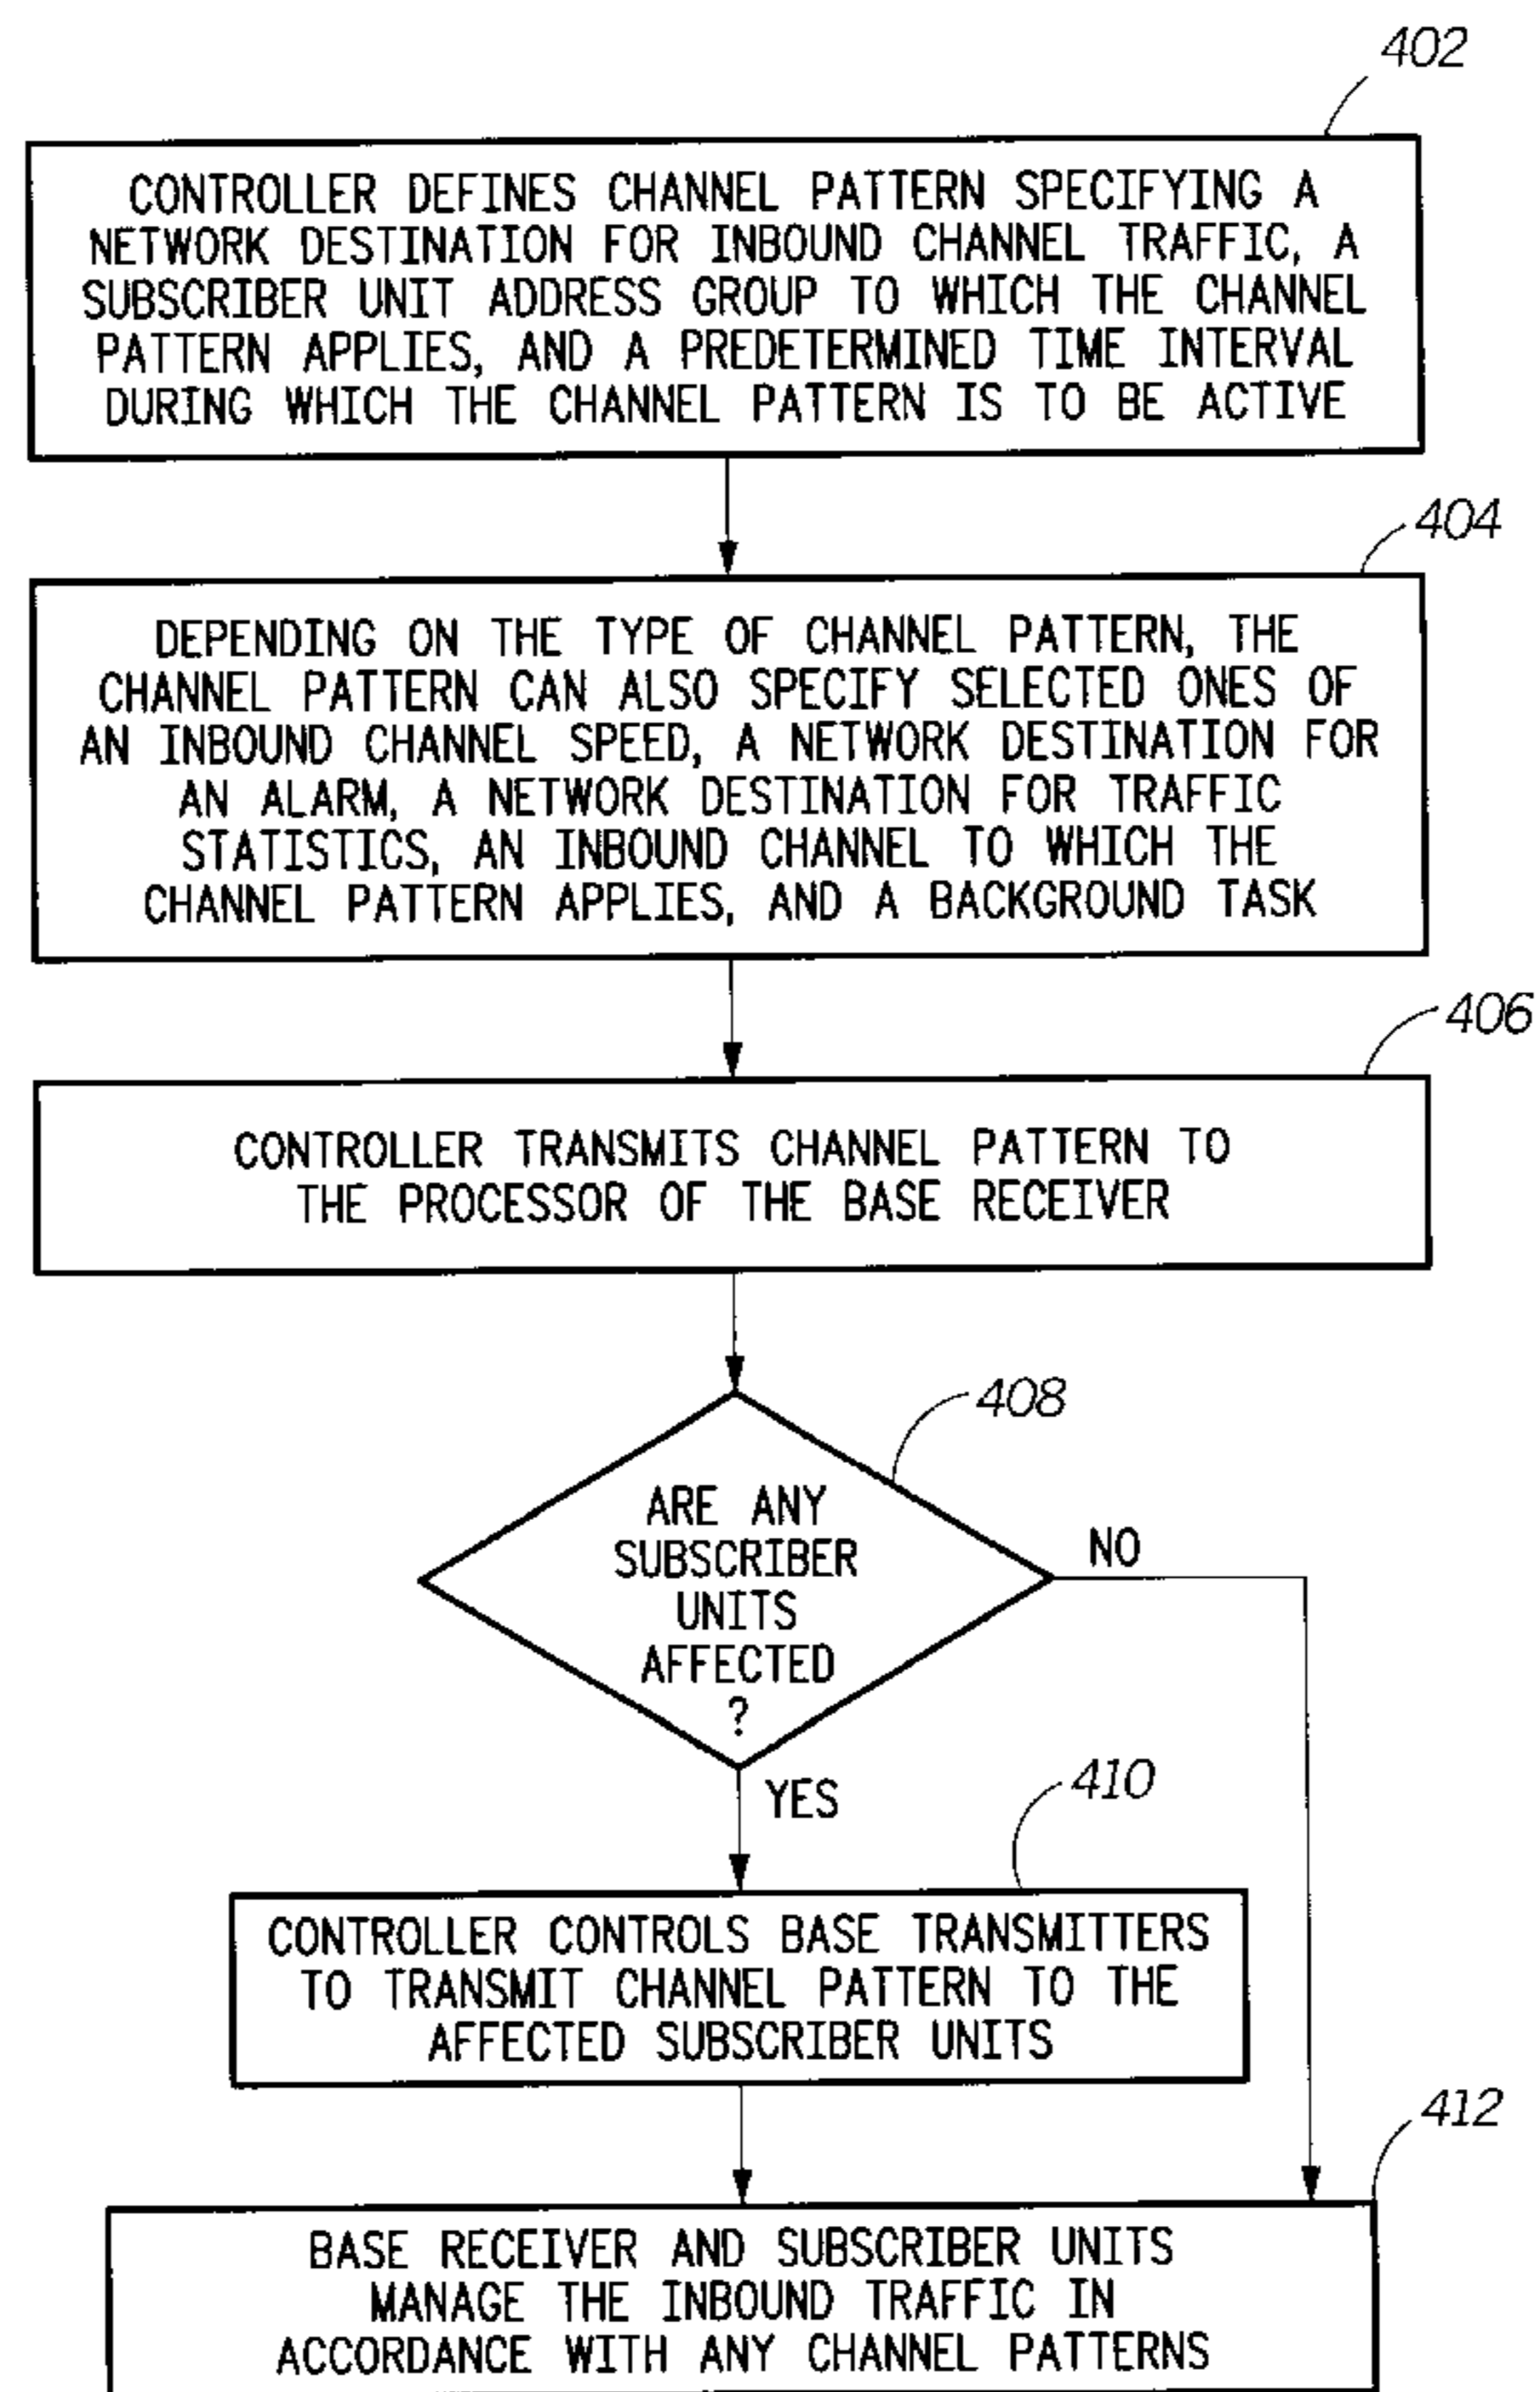 402
CONTROLLER DEFINES CHANNEL PATTERN SPECIFYING A
NETWORK DESTINATION FOR INBOUND CHANNEL TRAFFIC, A
SUBSCRIBER UNIT ADDRESS GROUP TO WHICH THE CHANNEL
PATTERN APPLIES, AND A PREDETERMINED TIME INTERVAL
DURING WHICH THE CHANNEL PATTERN IS TO BE ACTIVE
404
DEPENDING ON THE TYPE OF CHANNEL PATTERN, THE
CHANNEL PATTERN CAN ALSO SPECIFY SELECTED ONES OF
AN INBOUND CHANNEL SPEED, A NETWORK DESTINATION FOR
AN ALARM, A NETWORK DESTINATION FOR TRAFFIC
STATISTICS, AN INBOUND CHANNEL TO WHICH THE
CHANNEL PATTERN APPLIES, AND A BACKGROUND TASK
406
CONTROLLER TRANSMITS CHANNEL PATTERN TO
THE PROCESSOR OF THE BASE RECEIVER
408
ARE ANY
SUBSCRIBER
UNITS
AFFECTED
?
NO
YES
410
CONTROLLER CONTROLS BASE TRANSMITTERS
TO TRANSMIT CHANNEL PATTERN TO THE
AFFECTED SUBSCRIBER UNITS
412
BASE RECEIVER AND SUBSCRIBER UNITS
MANAGE THE INBOUND TRAFFIC IN
ACCORDANCE WITH ANY CHANNEL PATTERNS